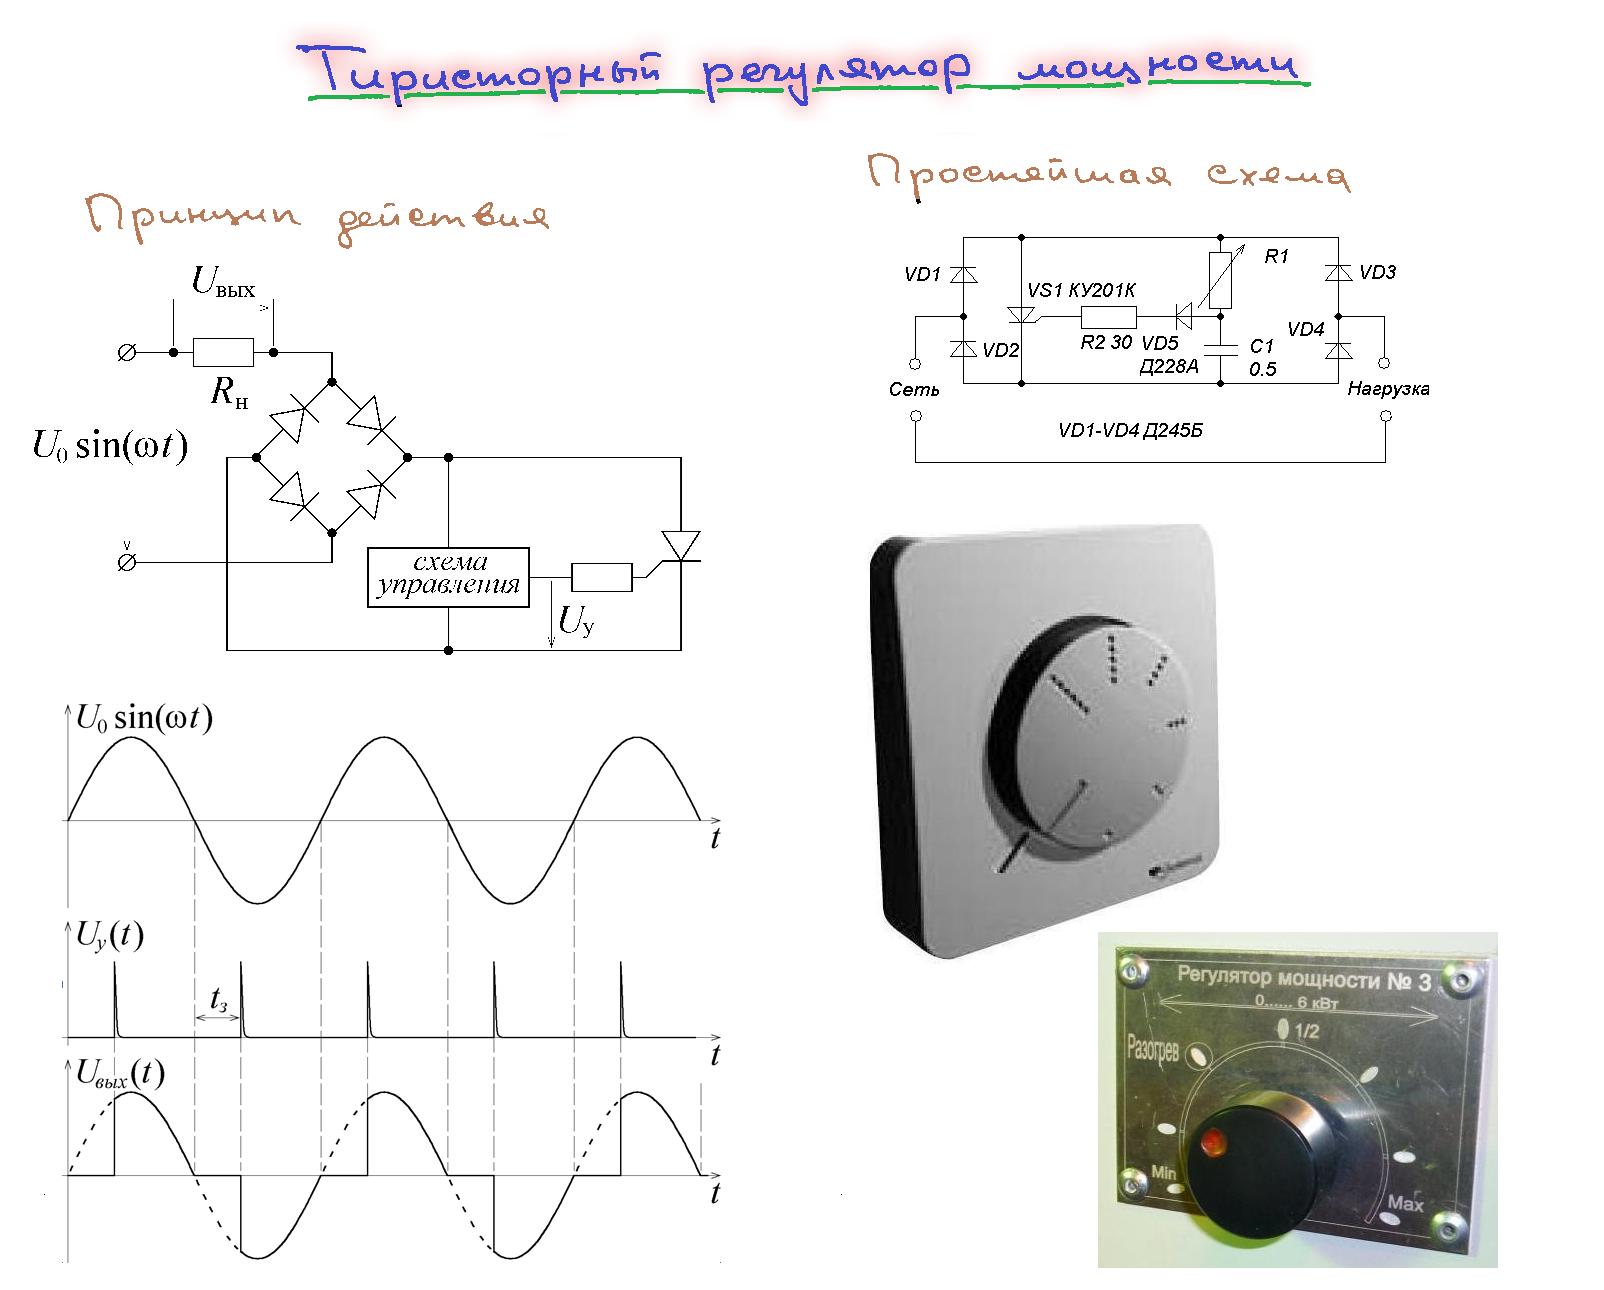 Тиристорный регулятор мощности
Принцип действия
Uвых
Rн
U0 sin(ωt)
схема
управления
Uу
U0 sin(ωt)
t
Uу(t)
tз
t
Uвых(t)
t
Простейшая схема
VD1
VD2
VS1 КУ201К
R2 30
VD5
Д228А
R1
C1
0.5
VD3
VD4
Сеть
Нагрузка
VD1-VD4 Д245Б
Регулятор мощности № 3
0...... 6 кВт
1/2
Разогрев
Min
Max